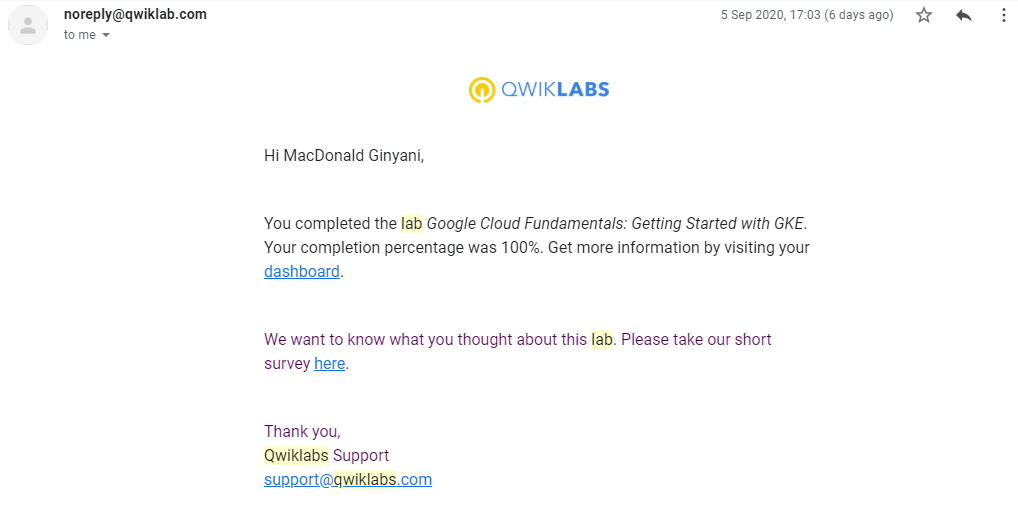 noreply@qwiklab.com
5 Sep 2020, 17:03 (6 days ago)
to me
QWIKLABS
Hi MacDonald Ginyani,
You completed the lab Google Cloud Fundamentals: Getting Started with GKE.
Your completion percentage was 100%. Get more information by visiting your
dashboard.
We want to know what you thought about this lab. Please take our short
survey here.
Thank you,
Qwiklabs Support
support@qwiklabs.com